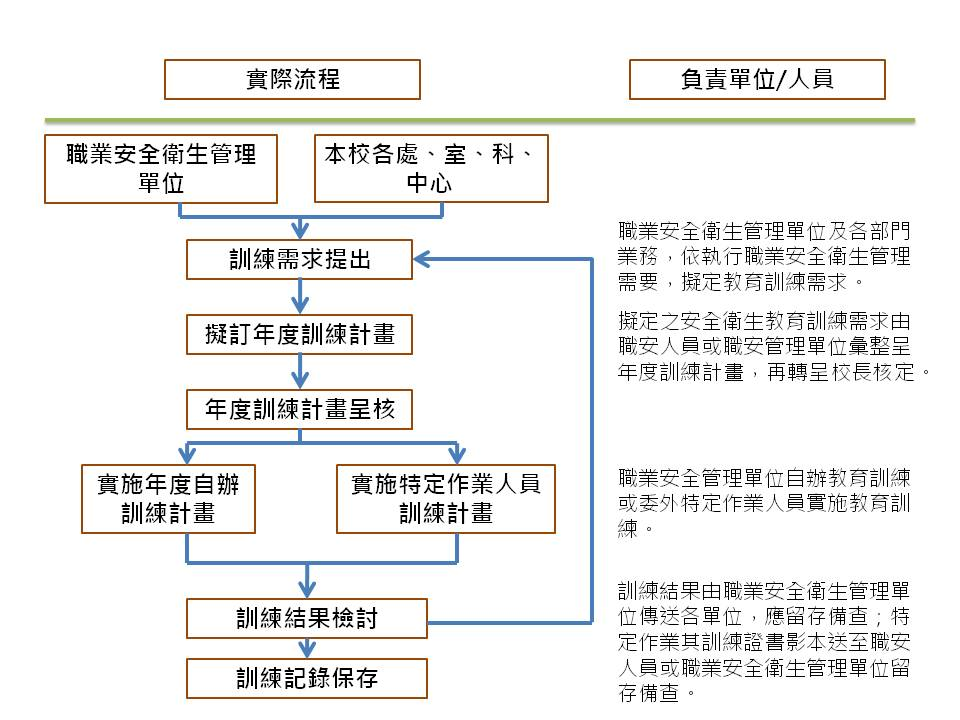 實際流程
負責單位/人員
職業安全衛生管理
單位
本校各處、室、科、
中心
訓練需求提出
職業安全衛生管理單位及各部門
業務，依執行職業安全衛生管理
需要，擬定教育訓練需求。
擬訂年度訓練計畫
擬定之安全衛生教育訓練需求由
職安人員或職安管理單位彙整呈
年度訓練計畫，再轉呈校長核定。
年度訓練計畫呈核
實施年度自辦
訓練計畫
實施特定作業人員
訓練計畫
職業安全管理單位自辦教育訓練
或委外特定作業人員實施教育訓
練。
訓練結果檢討
訓練記錄保存
訓練結果由職業安全衛生管理單
位傳送各單位，應留存備查；特
定作業其訓練證書影本送至職安
人員或職業安全衛生管理單位留
存備查。